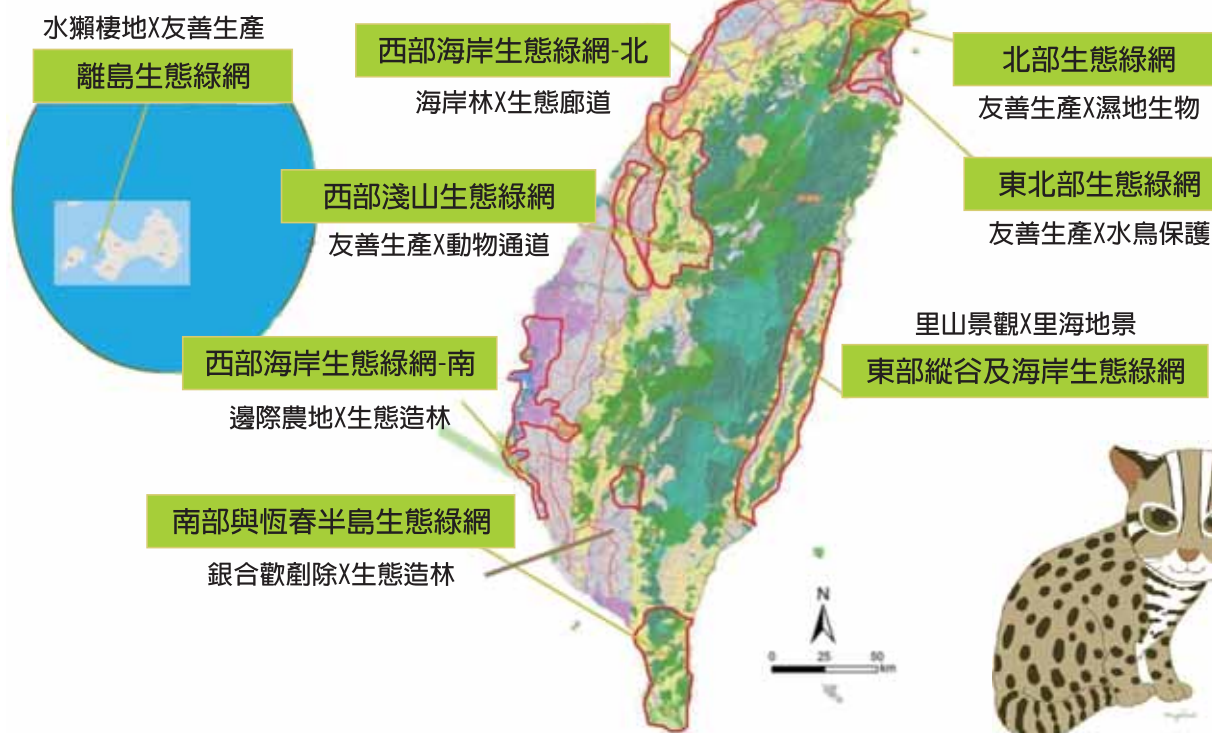 水獺棲地X友善生產
離島生態綠網
西部海岸生態綠網-北
海岸林X生態廊道
北部生態綠網
友善生產X濕地生物
西部淺山生態綠網
友善生產X動物通道
東北部生態綠網
友善生產X水鳥保護
里山景觀X里海地景
東部縱谷及海岸生態綠網
西部海岸生態綠網-南
邊際農地X生態造林
南部與恆春半島生態綠網
銀合歡剷除X生態造林
N
0 25 50
km